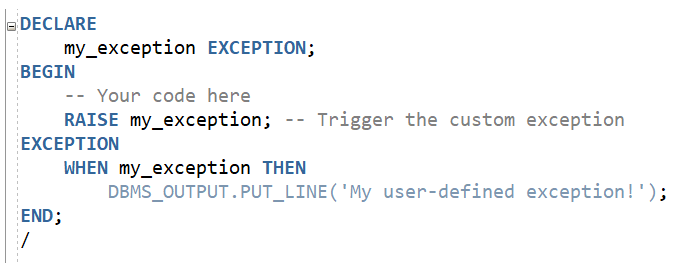 DECLARE
my_exception EXCEPTION;
BEGIN
-- Your code here
RAISE my_exception; -- Trigger the custom exception
EXCEPTION
WHEN my_exception THEN
DBMS_OUTPUT.PUT_LINE('My user-defined exception!');
END;
/